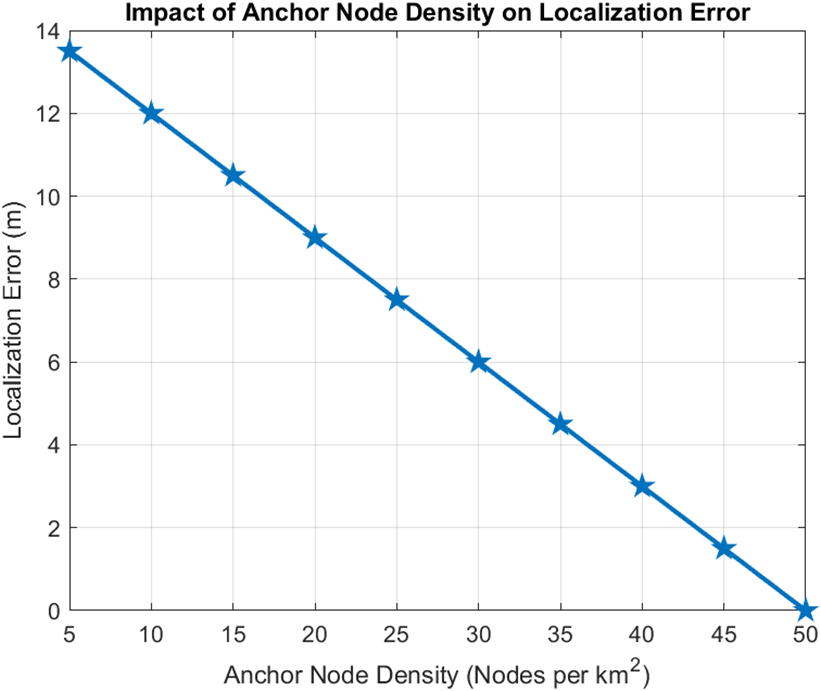 Impact of Anchor Node Density on Localization Error
14
12
10
8
6
4
2
0
Localization Error (m)
5 10 15 20 25 30 35 40 45 50
Anchor Node Density (Nodes per km²)